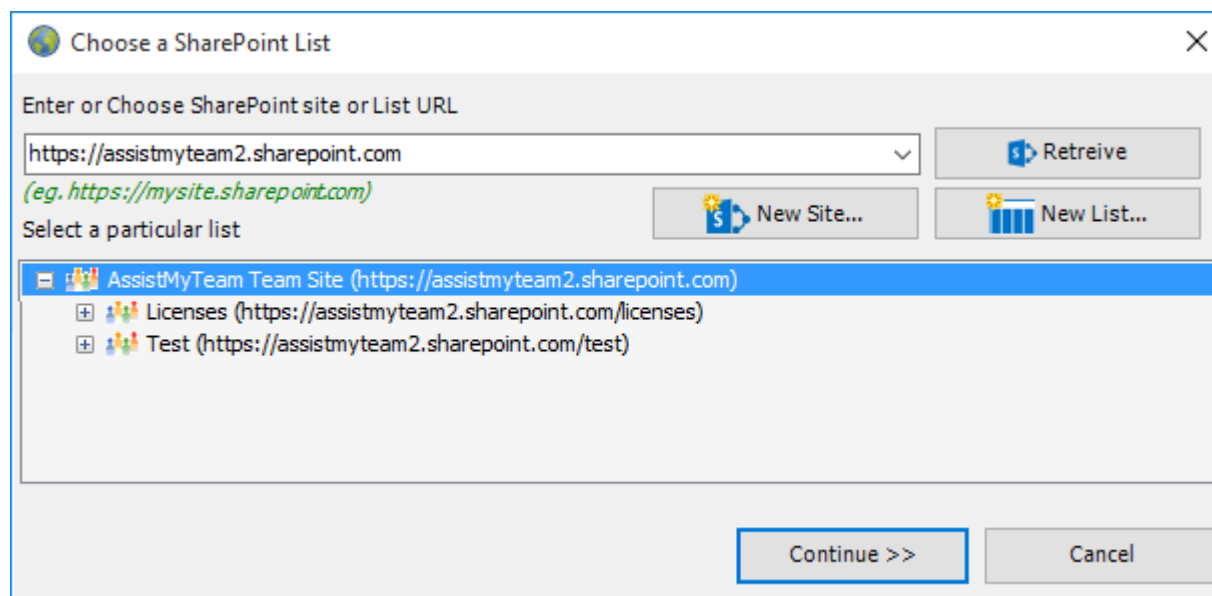 Choose a SharePoint List
Enter or Choose SharePoint site or List URL
https://assistmyteam2.sharepoint.com
Retreive
(eg. https://mysite.sharepoint.com)
New Site...
New List...
Select a particular list
AssistMyTeam Team Site (https://assistmyteam2.sharepoint.com)
Licenses (https://assistmyteam2.sharepoint.com/licenses)
Test (https://assistmyteam2.sharepoint.com/test)
Continue >>
Cancel